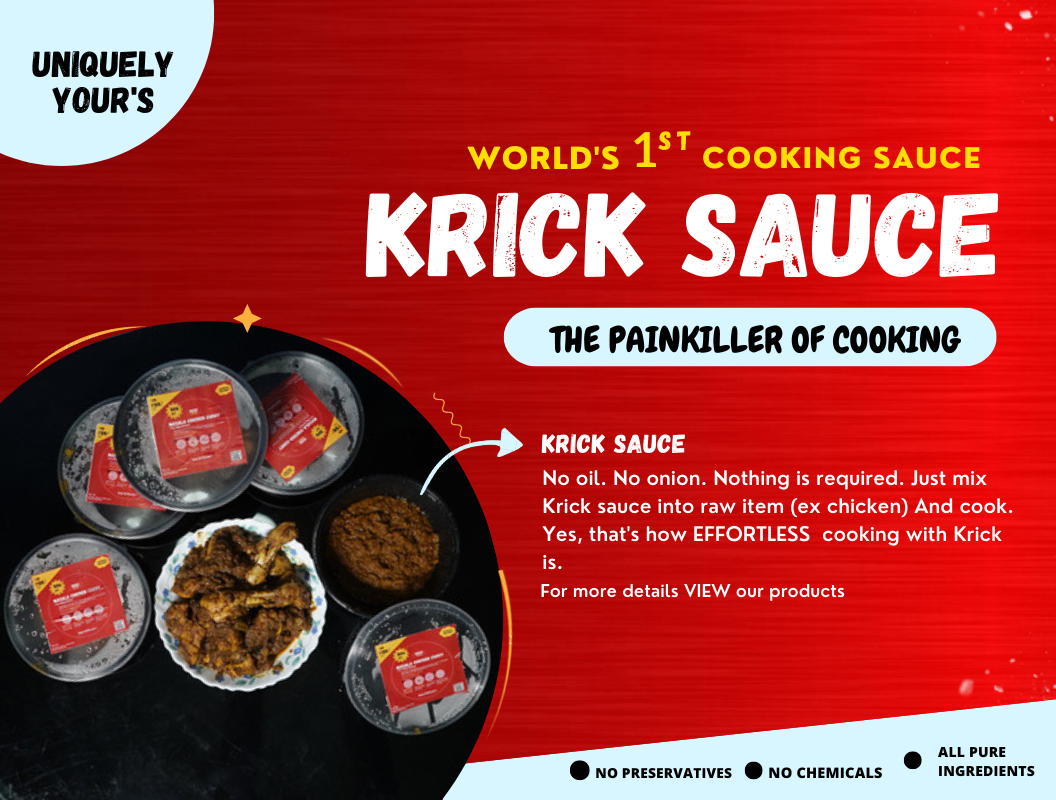 UNIQUELY
YOUR'S
WORLD'S 1ST COOKING SAUCE
KRICK SAUCE
THE PAINKILLER OF COOKING
KRICK SAUCE
No oil. No onion. Nothing is required. Just mix
Krick sauce into raw item (ex chicken) And cook.
Yes, that's how EFFORTLESS cooking with Krick
is.
For more details VIEW our products
NO PRESERVATIVES
NO CHEMICALS
ALL PURE
INGREDIENTS